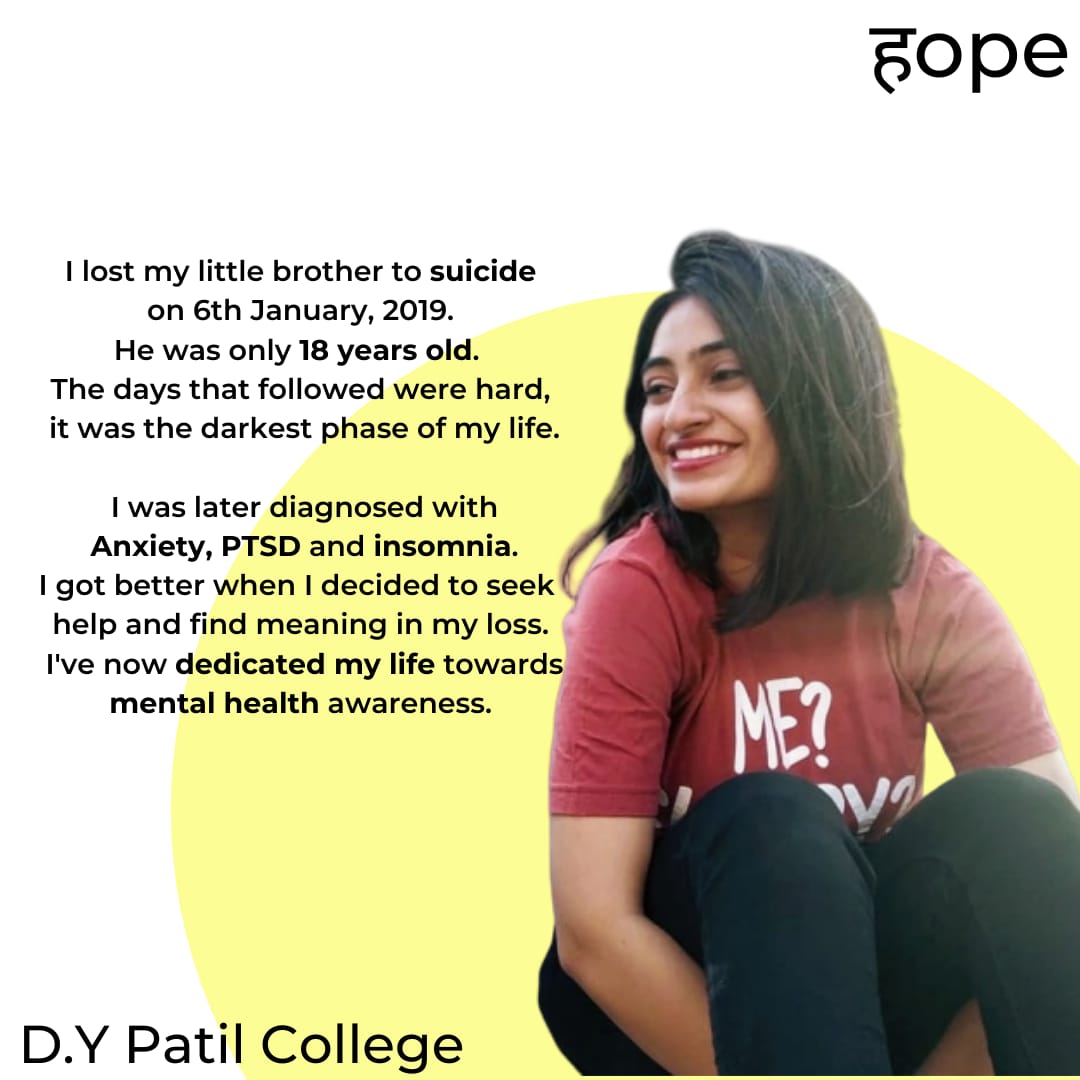 हope
I lost my little brother to suicide
on 6th January, 2019.
He was only 18 years old.
The days that followed were hard,
it was the darkest phase of my life.
I was later diagnosed with
Anxiety, PTSD and insomnia.
I got better when I decided to seek
help and find meaning in my loss.
I've now dedicated my life towards
mental health awareness.
ME?
D.Y Patil College